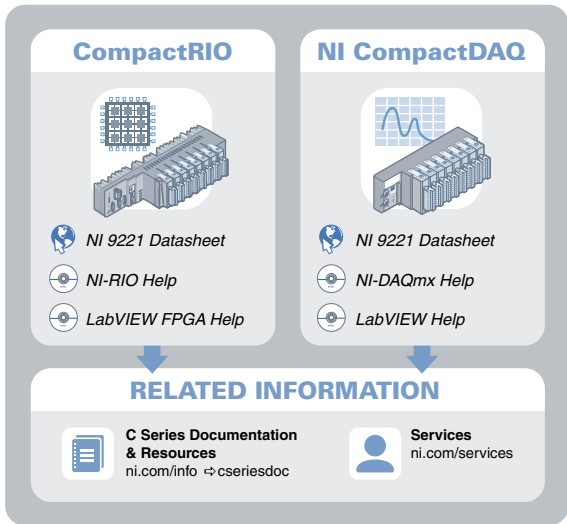 CompactRIO
NI 9221 Datasheet
NI-RIO Help
LabVIEW FPGA Help
NI CompactDAQ
NI 9221 Datasheet
NI-DAQmx Help
LabVIEW Help
RELATED INFORMATION
C Series Documentation
& Resources
ni.com/info ⇨cseriesdoc
Services
ni.com/services